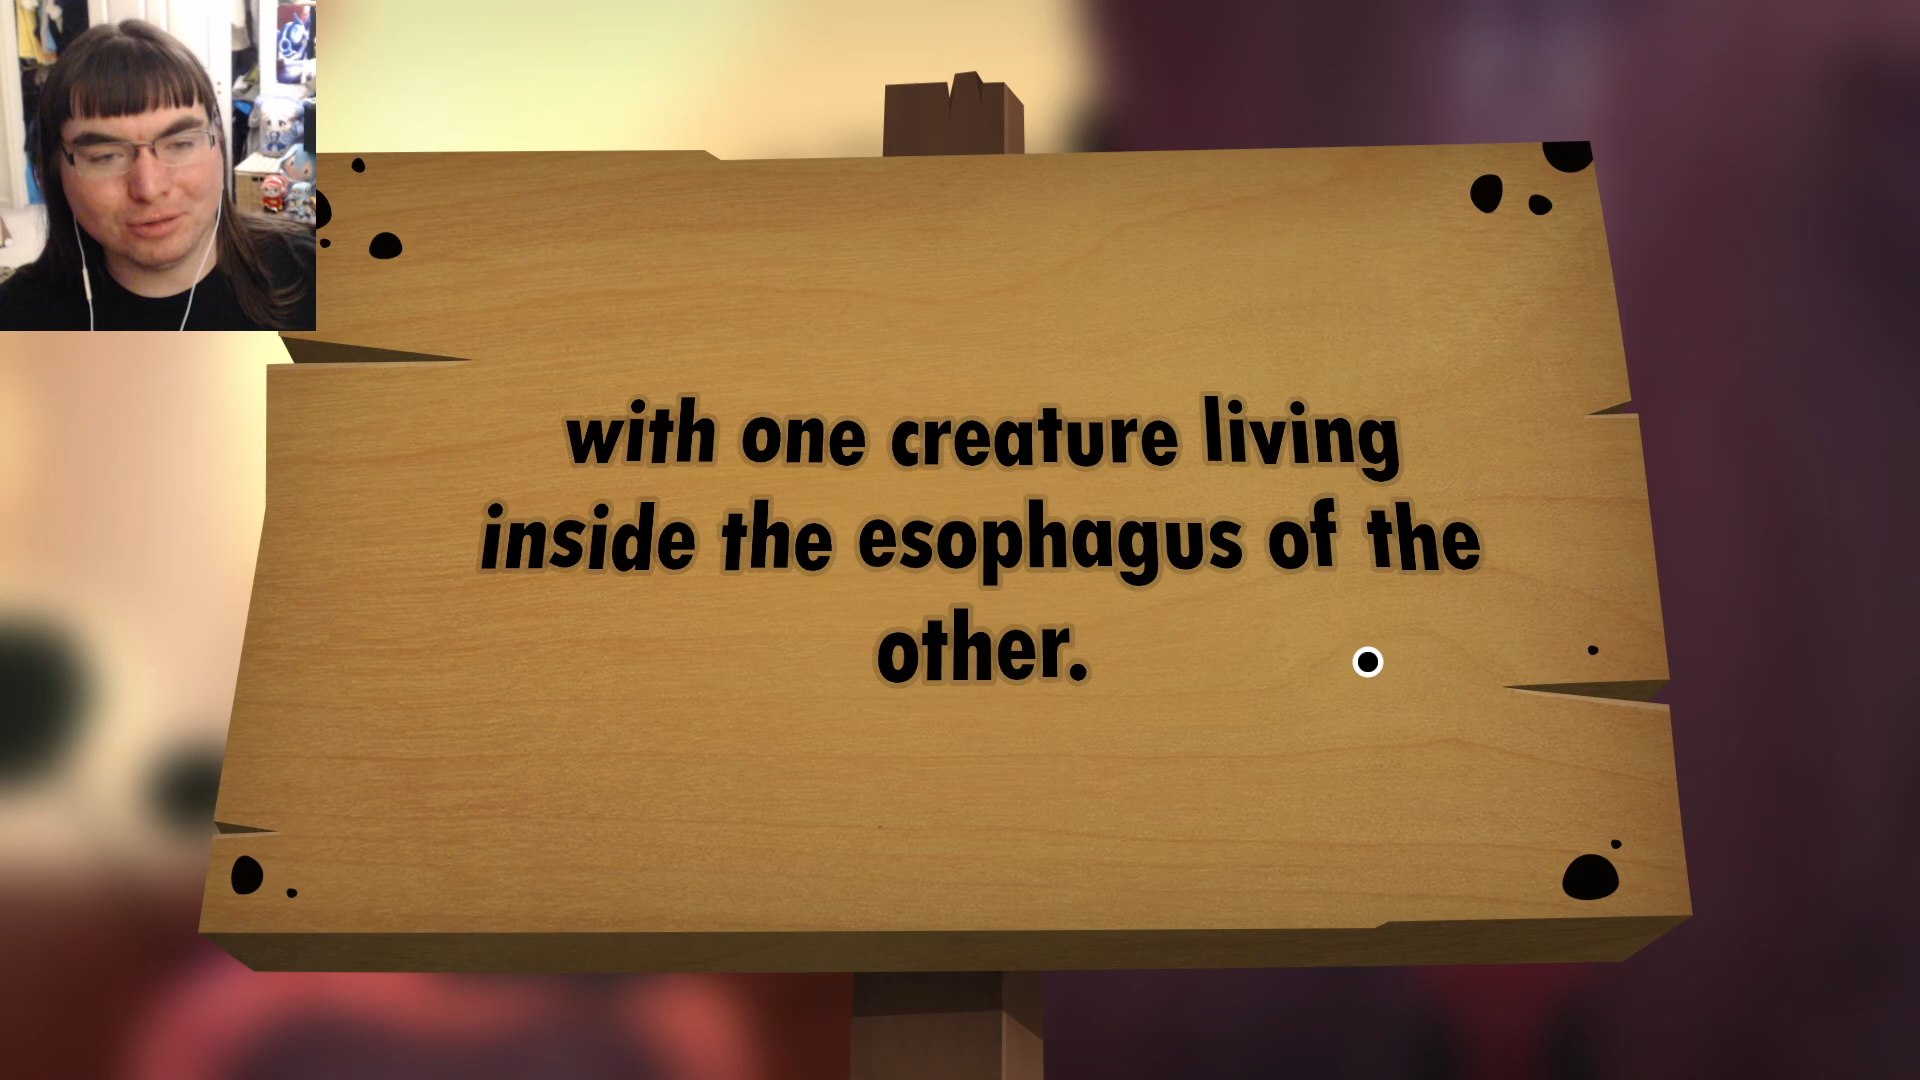 with one creature living
inside the esophagus of the
other.